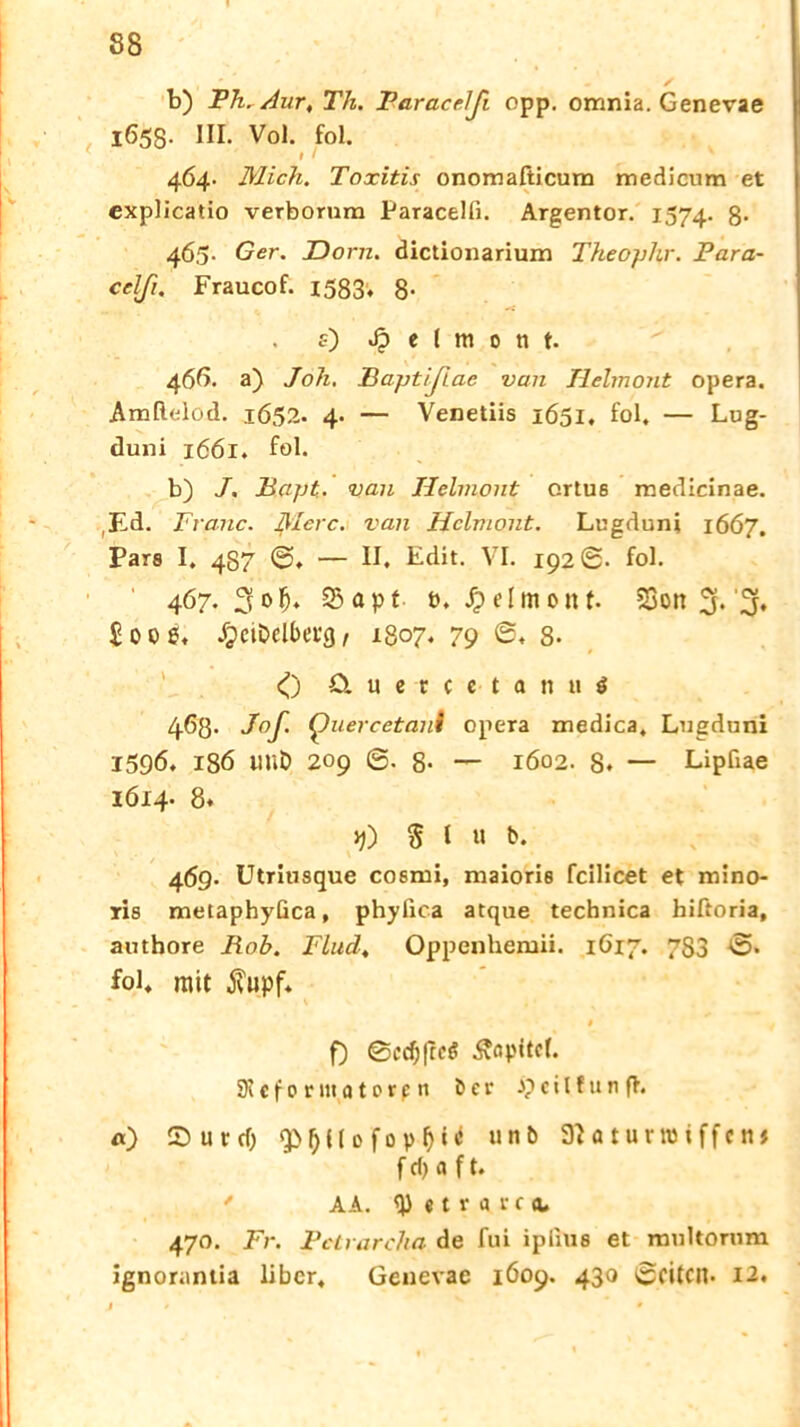 88
b) Ph. Aur. Th. Paracelſi opp. omnia. Genevae
1658. III. Vol. fol.
464. Mich. Toxitis onomaſticum medicum et
explicatio verborum Paracelſi. Argentor. 1574. 8.
465. Ger. Dorn. dictionarium Theophr. Para-
celſi. Fraucof. 1583. 8.
ε) Helmont.
466. a) Joh. Baptiſtae van Helmont opera.
Amſtelod. 1652. 4. — Venetiis 1651. fol. — Lug-
duni 1661. fol.
b) J. Bapt. van Helmont ortus medicinae.
Ed. Franc. Merc. van Helmont. Lugduni 1667.
Pars I. 487 S. — II. Edit. VI. 192 S. fol.
467. Joh. Bapt v. Helmont. Von J. J.
Loos. Heidelberg, 1807. 79 S. 8.
ζ) Quercetanus
468. Joſ. Quercetani opera medica. Lugduni
1596. 186 und 209 S. 8. — 1602. 8. — Lipſiae
1614. 8.
η) Flud.
469. Utriusque cosmi, maioris ſcilicet et mino-
ris metaphyſica, phyſica atque technica hiſtoria,
authore Rob. Flud. Oppenhemii. 1617. 783 S.
fol. mit Kupf.
f) Sechſtes Kapitel.
Reformatoren der Heilkunſt.
α) Durch Philoſophie und Naturwiſſen⸗
ſchaft.
AA. Petrarca.
470. Fr. Petrarcha de ſui ipſius et multorum
ignorantia liber. Genevae 1609. 430 Seiten. 12.